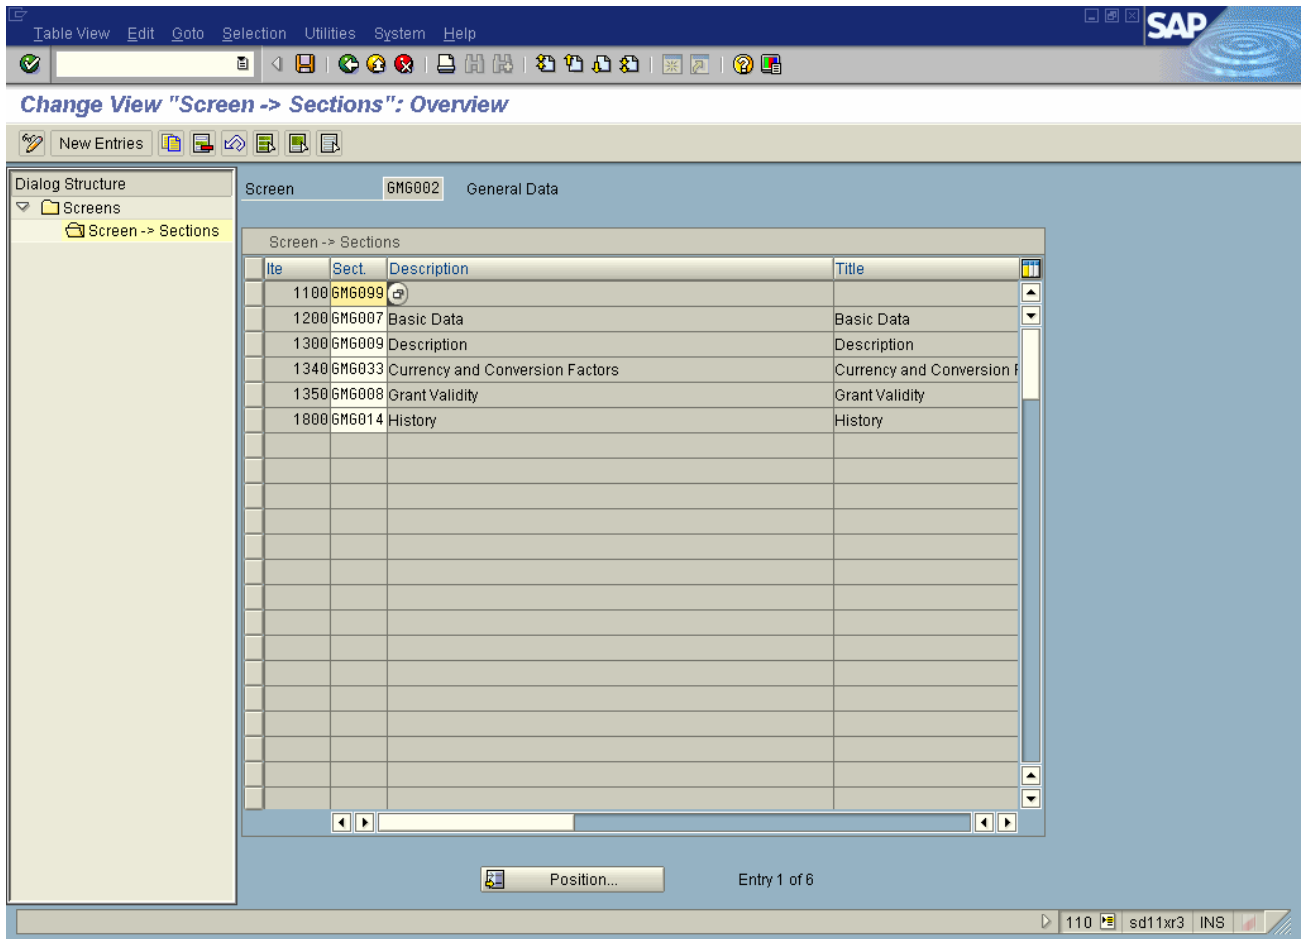 Table View Edit Goto Selection Utilities System Help
SAP
Change View "Screen -> Sections": Overview
New Entries
Dialog Structure
Screens
Screen -> Sections
Screen GMG002 General Data
Screen -> Sections
Ite Sect. Description Title
1100 GMG099
1200 GMG007 Basic Data Basic Data
1300 GMG009 Description Description
1340 GMG033 Currency and Conversion Factors Currency and Conversion F
1350 GMG008 Grant Validity Grant Validity
1800 GMG014 History History
Position... Entry 1 of 6
110 sd11xr3 INS